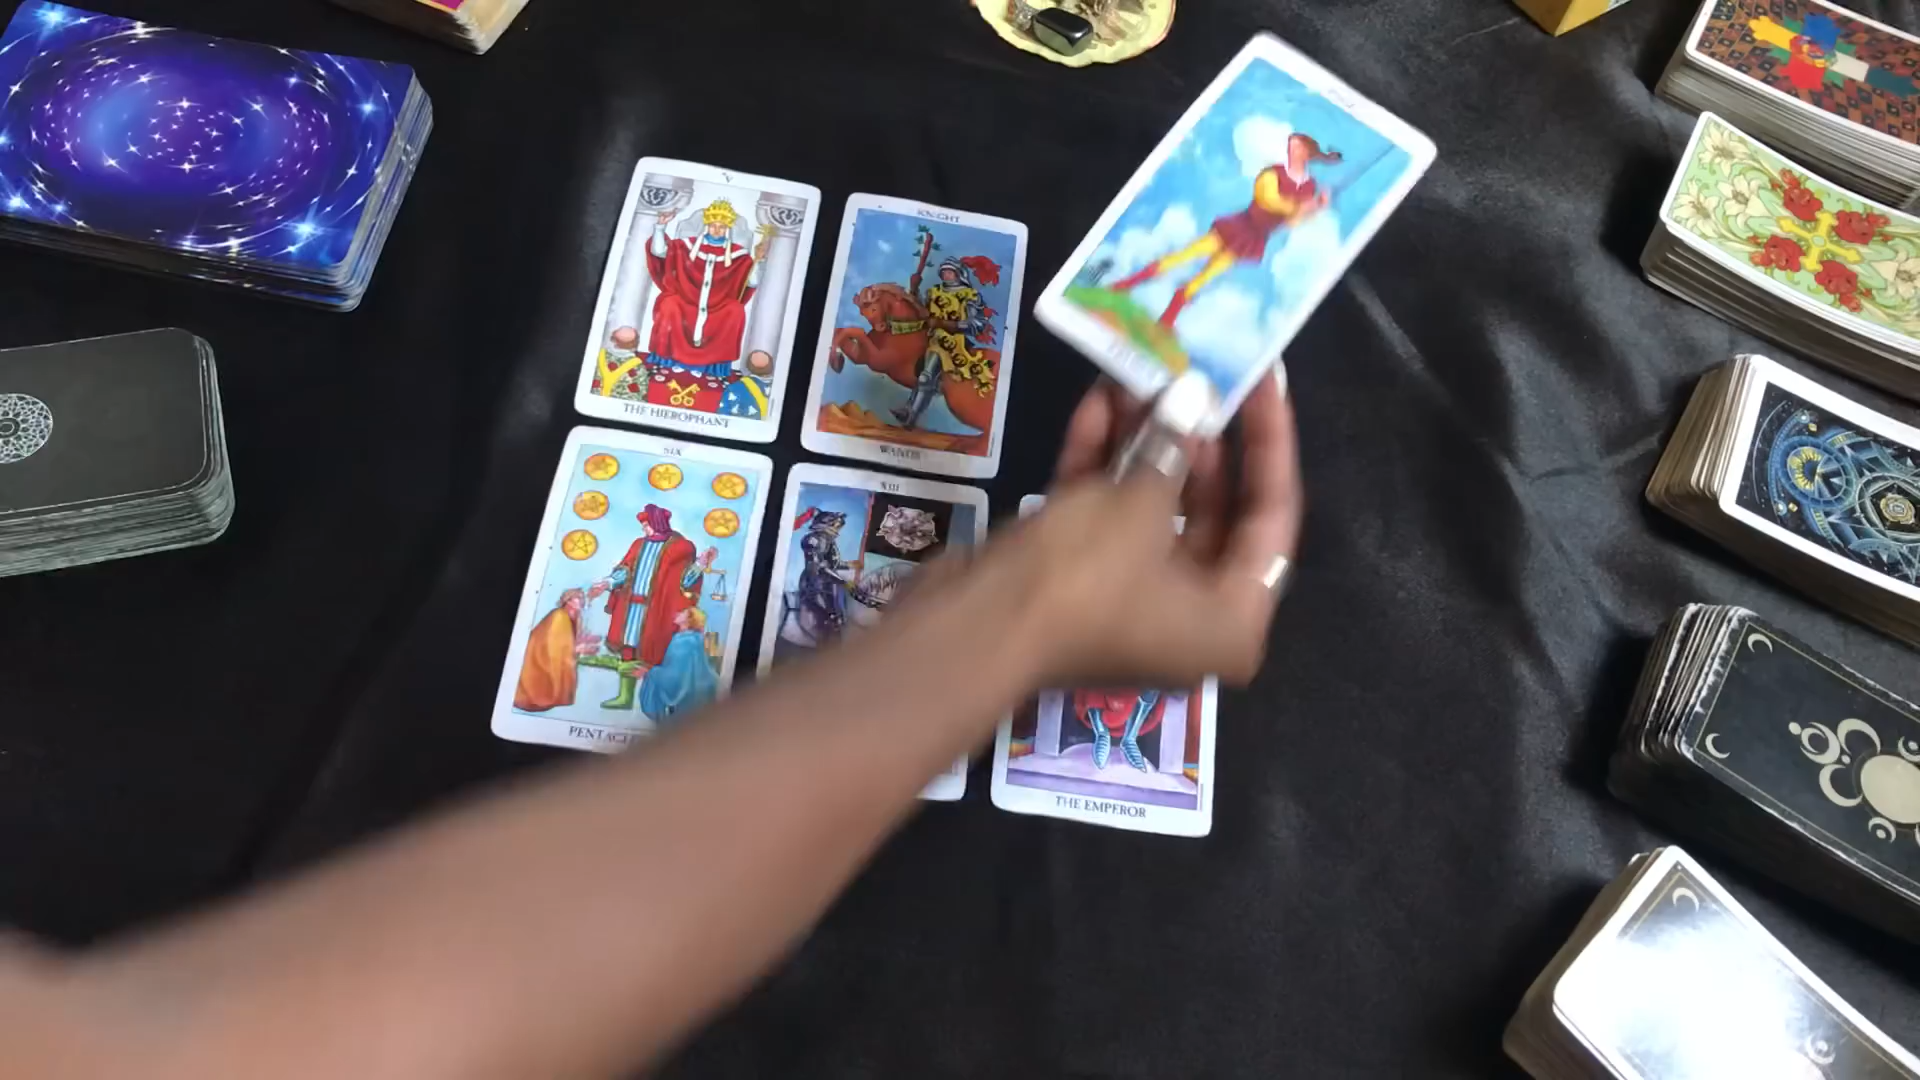 V
THE HIEROPHANT
KNIGHT
WANDS
SIX
XIII
THE EMPEROR